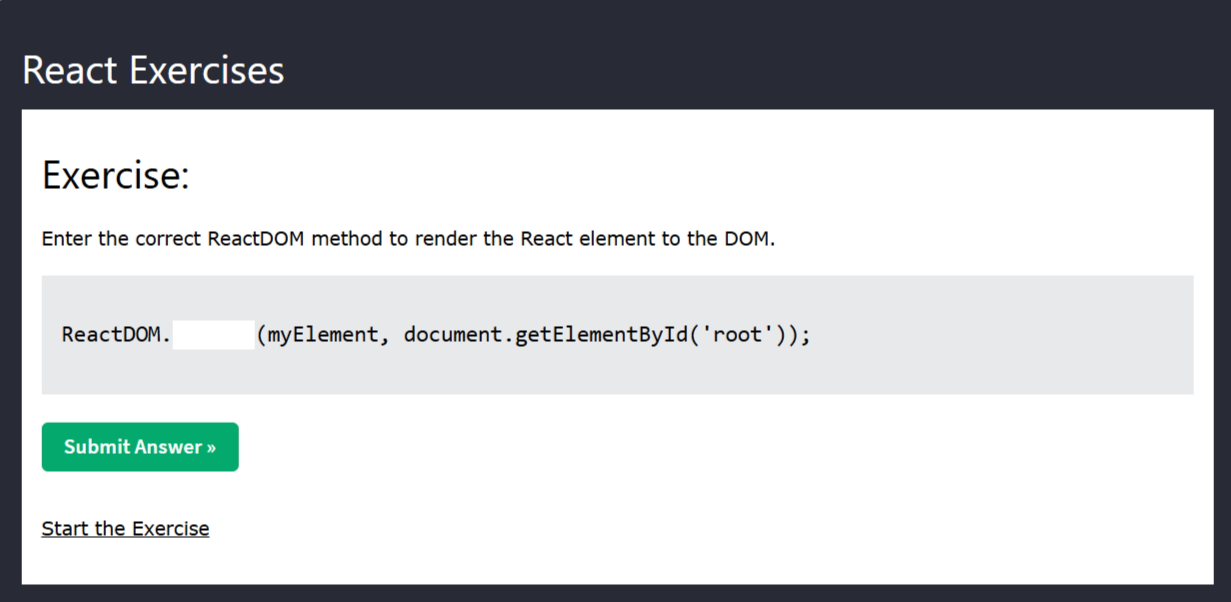 React Exercises
Exercise:
Enter the correct ReactDOM method to render the React element to the DOM.
ReactDOM. (myElement, document.getElementById('root'));
Submit Answer »
Start the Exercise